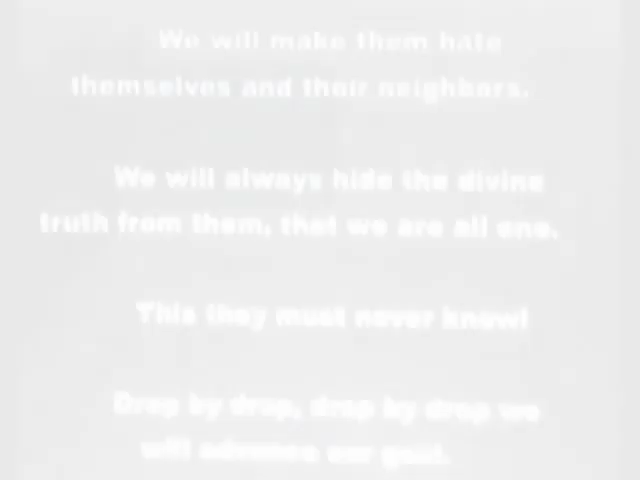 We will make them hate
themselves and their neighbors.
We will always hide the divine
truth from them, that we are all one.
This they must never know!
Drop by drop, drop by drop we
will advance our goal.